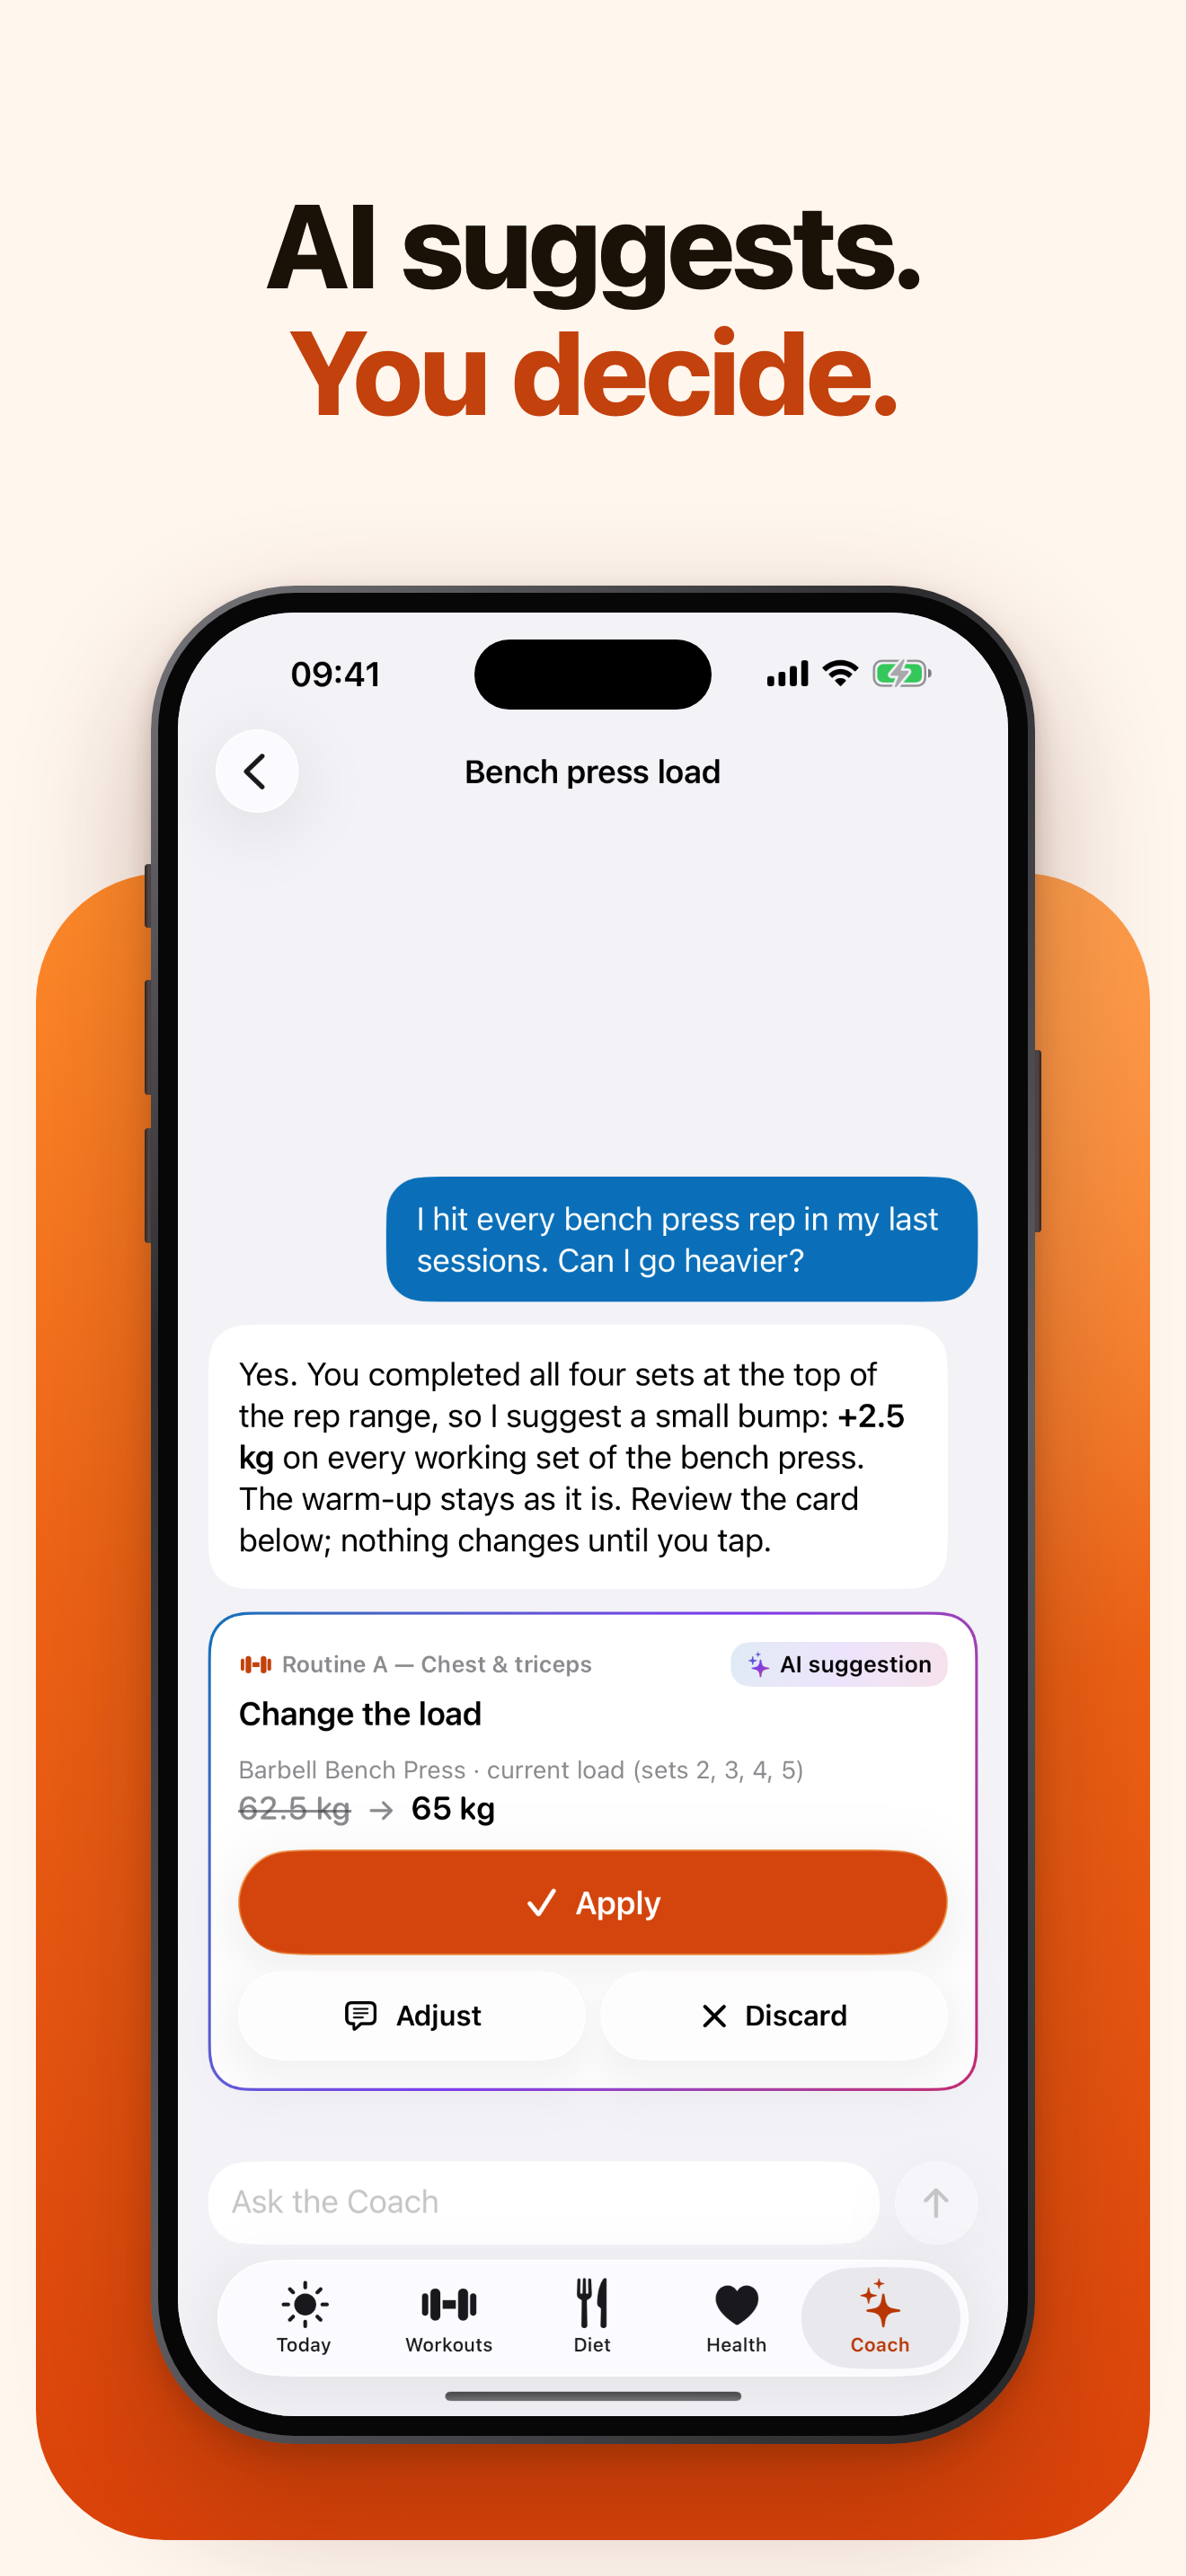 AI suggests.
You decide.
09:41
Bench press load
I hit every bench press rep in my last
sessions. Can I go heavier?
Yes. You completed all four sets at the top of
the rep range, so I suggest a small bump: +2.5
kg on every working set of the bench press.
The warm-up stays as it is. Review the card
below; nothing changes until you tap.
Routine A — Chest & triceps
AI suggestion
Change the load
Barbell Bench Press · current load (sets 2, 3, 4, 5)
62.5 kg → 65 kg
Apply
Adjust
Discard
Ask the Coach
Today
Workouts
Diet
Health
Coach